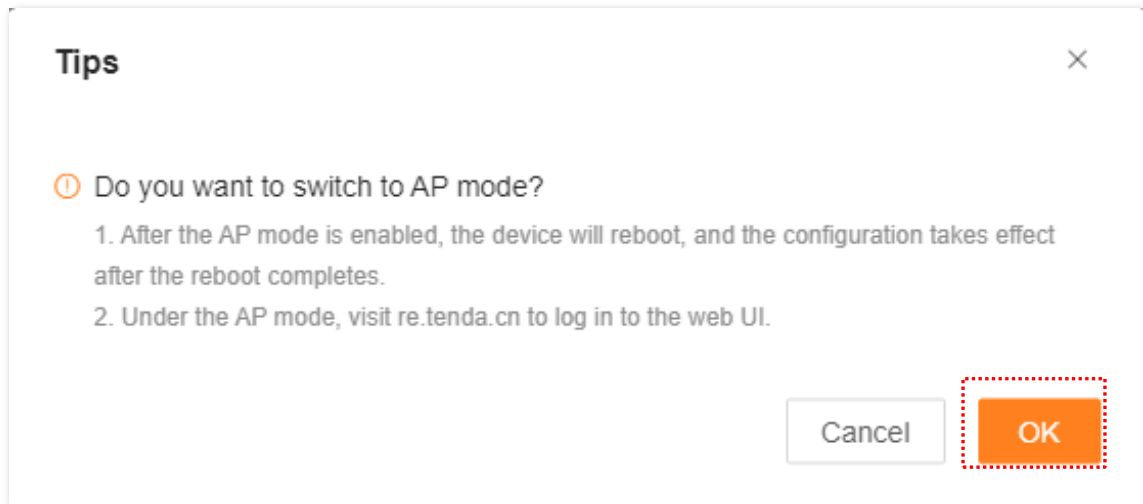 Tips
Do you want to switch to AP mode?
1. After the AP mode is enabled, the device will reboot, and the configuration takes effect
after the reboot completes.
2. Under the AP mode, visit re.tenda.cn to log in to the web UI.
Cancel
OK